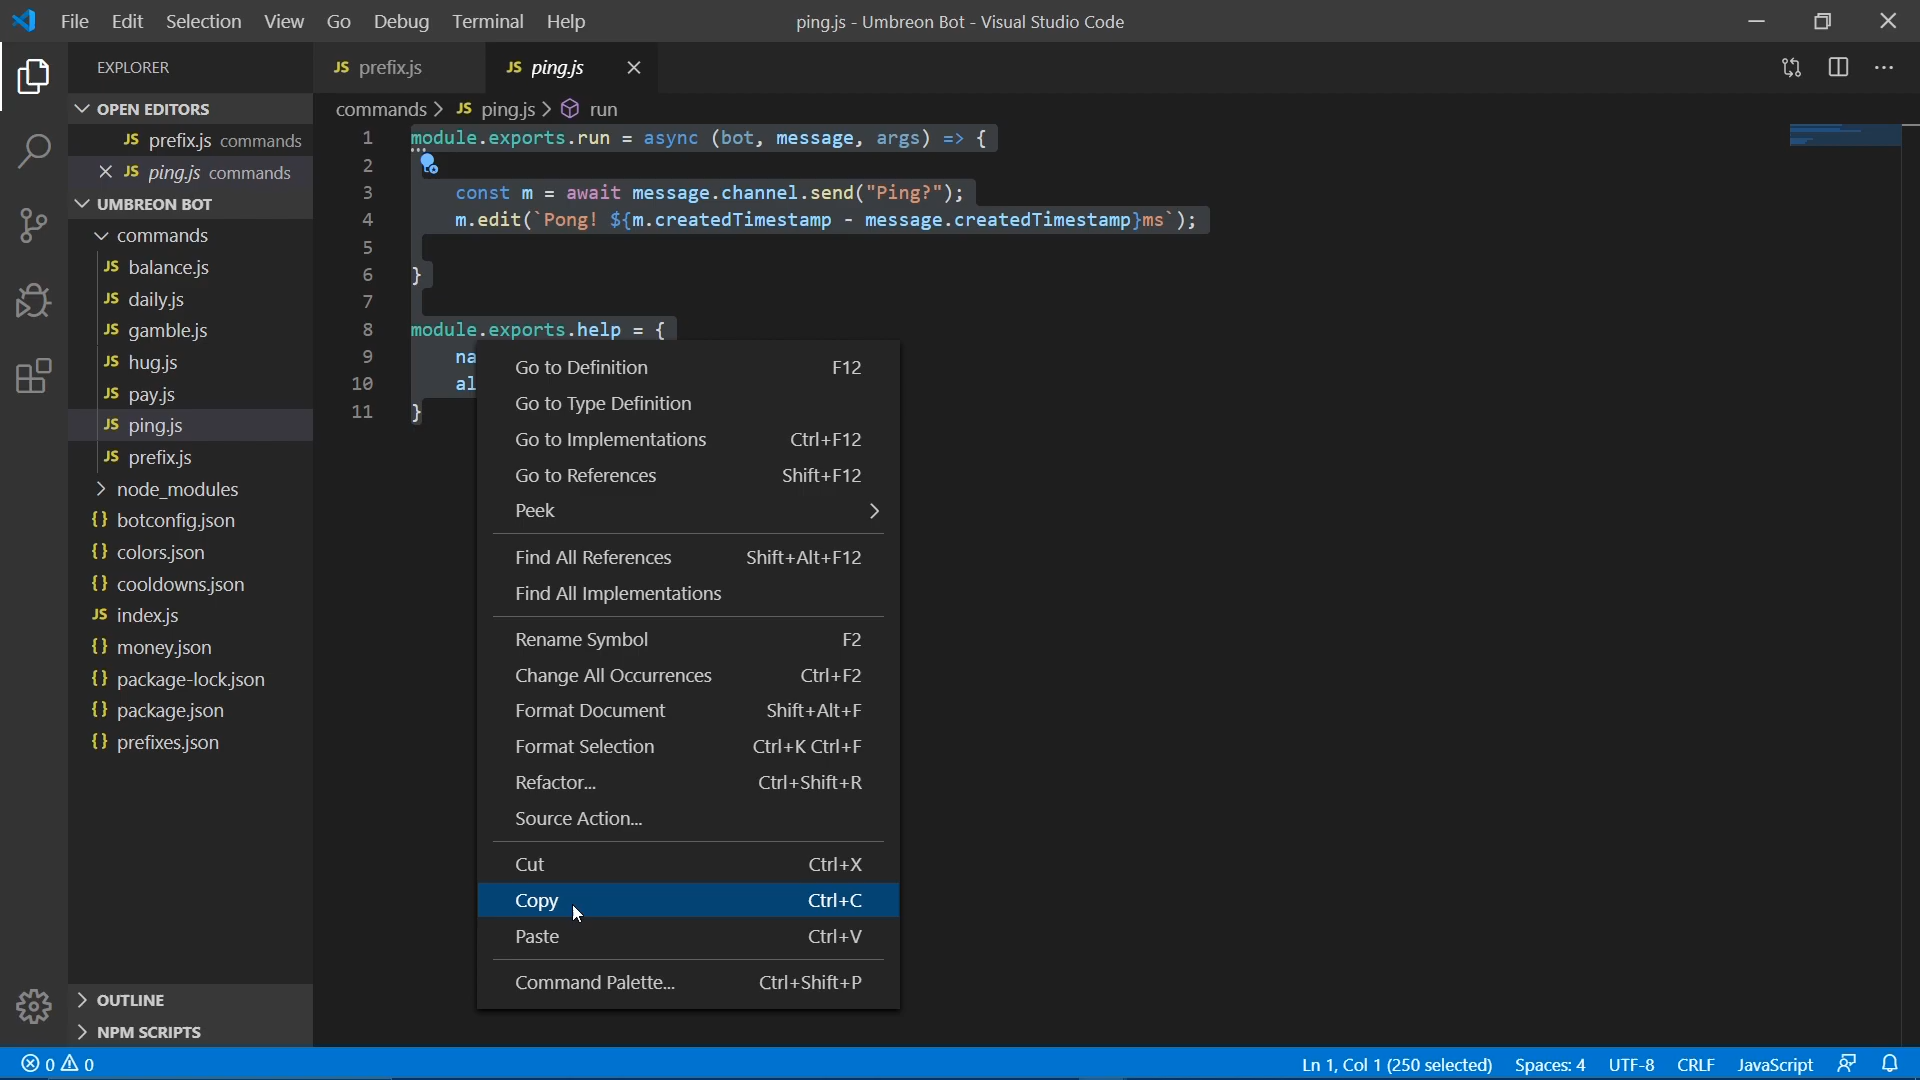 File Edit Selection View Go Debug Terminal Help ping.js - Umbreon Bot - Visual Studio Code
EXPLORER
OPEN EDITORS
JS prefix.js commands
JS ping.js commands
UMBREON BOT
commands
JS balance.js
JS daily.js
JS gamble.js
JS hug.js
JS pay.js
JS ping.js
JS prefix.js
node_modules
{} botconfig.json
{} colors.json
{} cooldowns.json
JS index.js
{} money.json
{} package-lock.json
{} package.json
{} prefixes.json
OUTLINE
NPM SCRIPTS
JS prefix.js JS ping.js
commands > JS ping.js > run
1 module.exports.run = async (bot, message, args) => {
2
3 const m = await message.channel.send("Ping?");
4 m.edit(`Pong! ${m.createdTimestamp - message.createdTimestamp}ms`);
5
6 }
7
8 module.exports.help = {
9 na
10 al
11 }
Go to Definition F12
Go to Type Definition
Go to Implementations Ctrl+F12
Go to References Shift+F12
Peek
Find All References Shift+Alt+F12
Find All Implementations
Rename Symbol F2
Change All Occurrences Ctrl+F2
Format Document Shift+Alt+F
Format Selection Ctrl+K Ctrl+F
Refactor... Ctrl+Shift+R
Source Action...
Cut Ctrl+X
Copy Ctrl+C
Paste Ctrl+V
Command Palette... Ctrl+Shift+P
0 0 Ln 1, Col 1 (250 selected) Spaces: 4 UTF-8 CRLF JavaScript